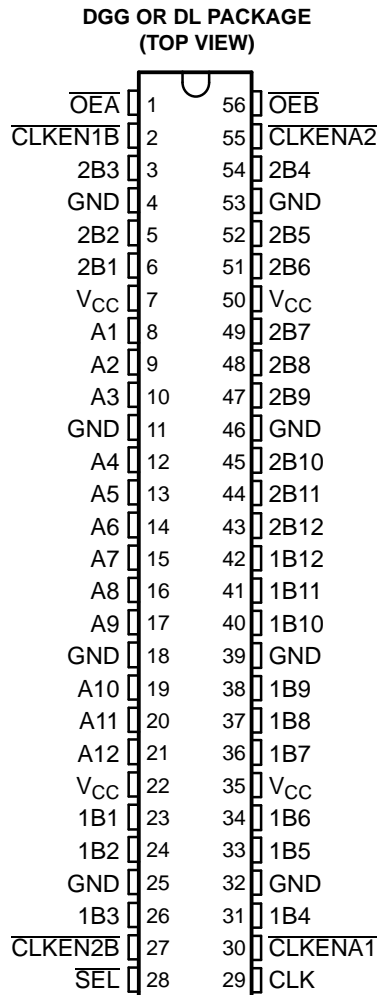 DGG OR DL PACKAGE
(TOP VIEW)
OEA 1 56 OEB
CLKEN1B 2 55 CLKENA2
2B3 3 54 2B4
GND 4 53 GND
2B2 5 52 2B5
2B1 6 51 2B6
VCC 7 50 VCC
A1 8 49 2B7
A2 9 48 2B8
A3 10 47 2B9
GND 11 46 GND
A4 12 45 2B10
A5 13 44 2B11
A6 14 43 2B12
A7 15 42 1B12
A8 16 41 1B11
A9 17 40 1B10
GND 18 39 GND
A10 19 38 1B9
A11 20 37 1B8
A12 21 36 1B7
VCC 22 35 VCC
1B1 23 34 1B6
1B2 24 33 1B5
GND 25 32 GND
1B3 26 31 1B4
CLKEN2B 27 30 CLKENA1
SEL 28 29 CLK